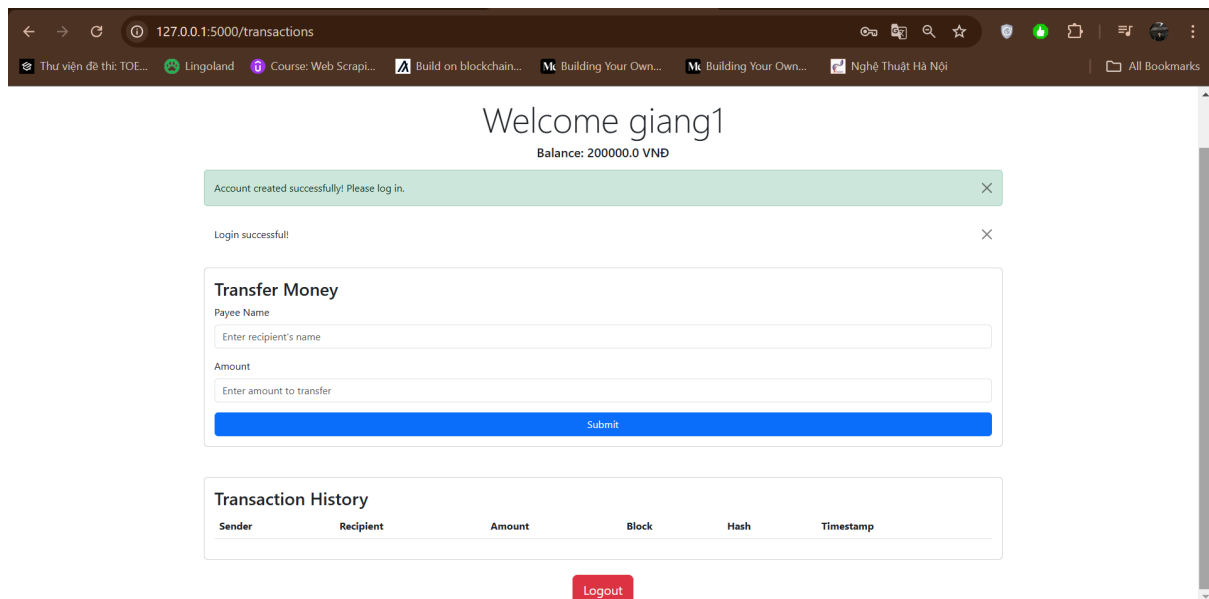 127.0.0.1:5000/transactions
Thư viện đề thi: TOE... Lingoland Course: Web Scrapi... Build on blockchain... Building Your Own... Building Your Own... Nghệ Thuật Hà Nội All Bookmarks
Welcome giang1
Balance: 200000.0 VNĐ
Account created successfully! Please log in.
Login successful!
Transfer Money
Payee Name
Enter recipient's name
Amount
Enter amount to transfer
Submit
Transaction History
Sender Recipient Amount Block Hash Timestamp
Logout